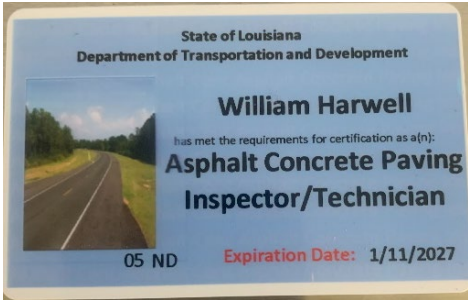 State of Louisiana
Department of Transportation and Development
William Harwell
has met the requirements for certification as a(n):
Asphalt Concrete Paving
Inspector/Technician
05 ND
Expiration Date: 1/11/2027